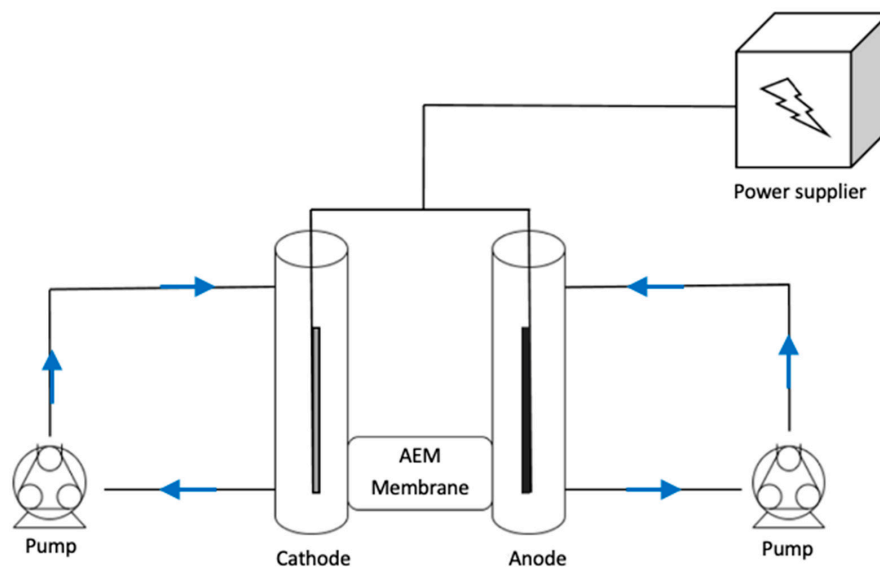 Power supplier
AEM
Membrane
Pump
Cathode
Anode
Pump